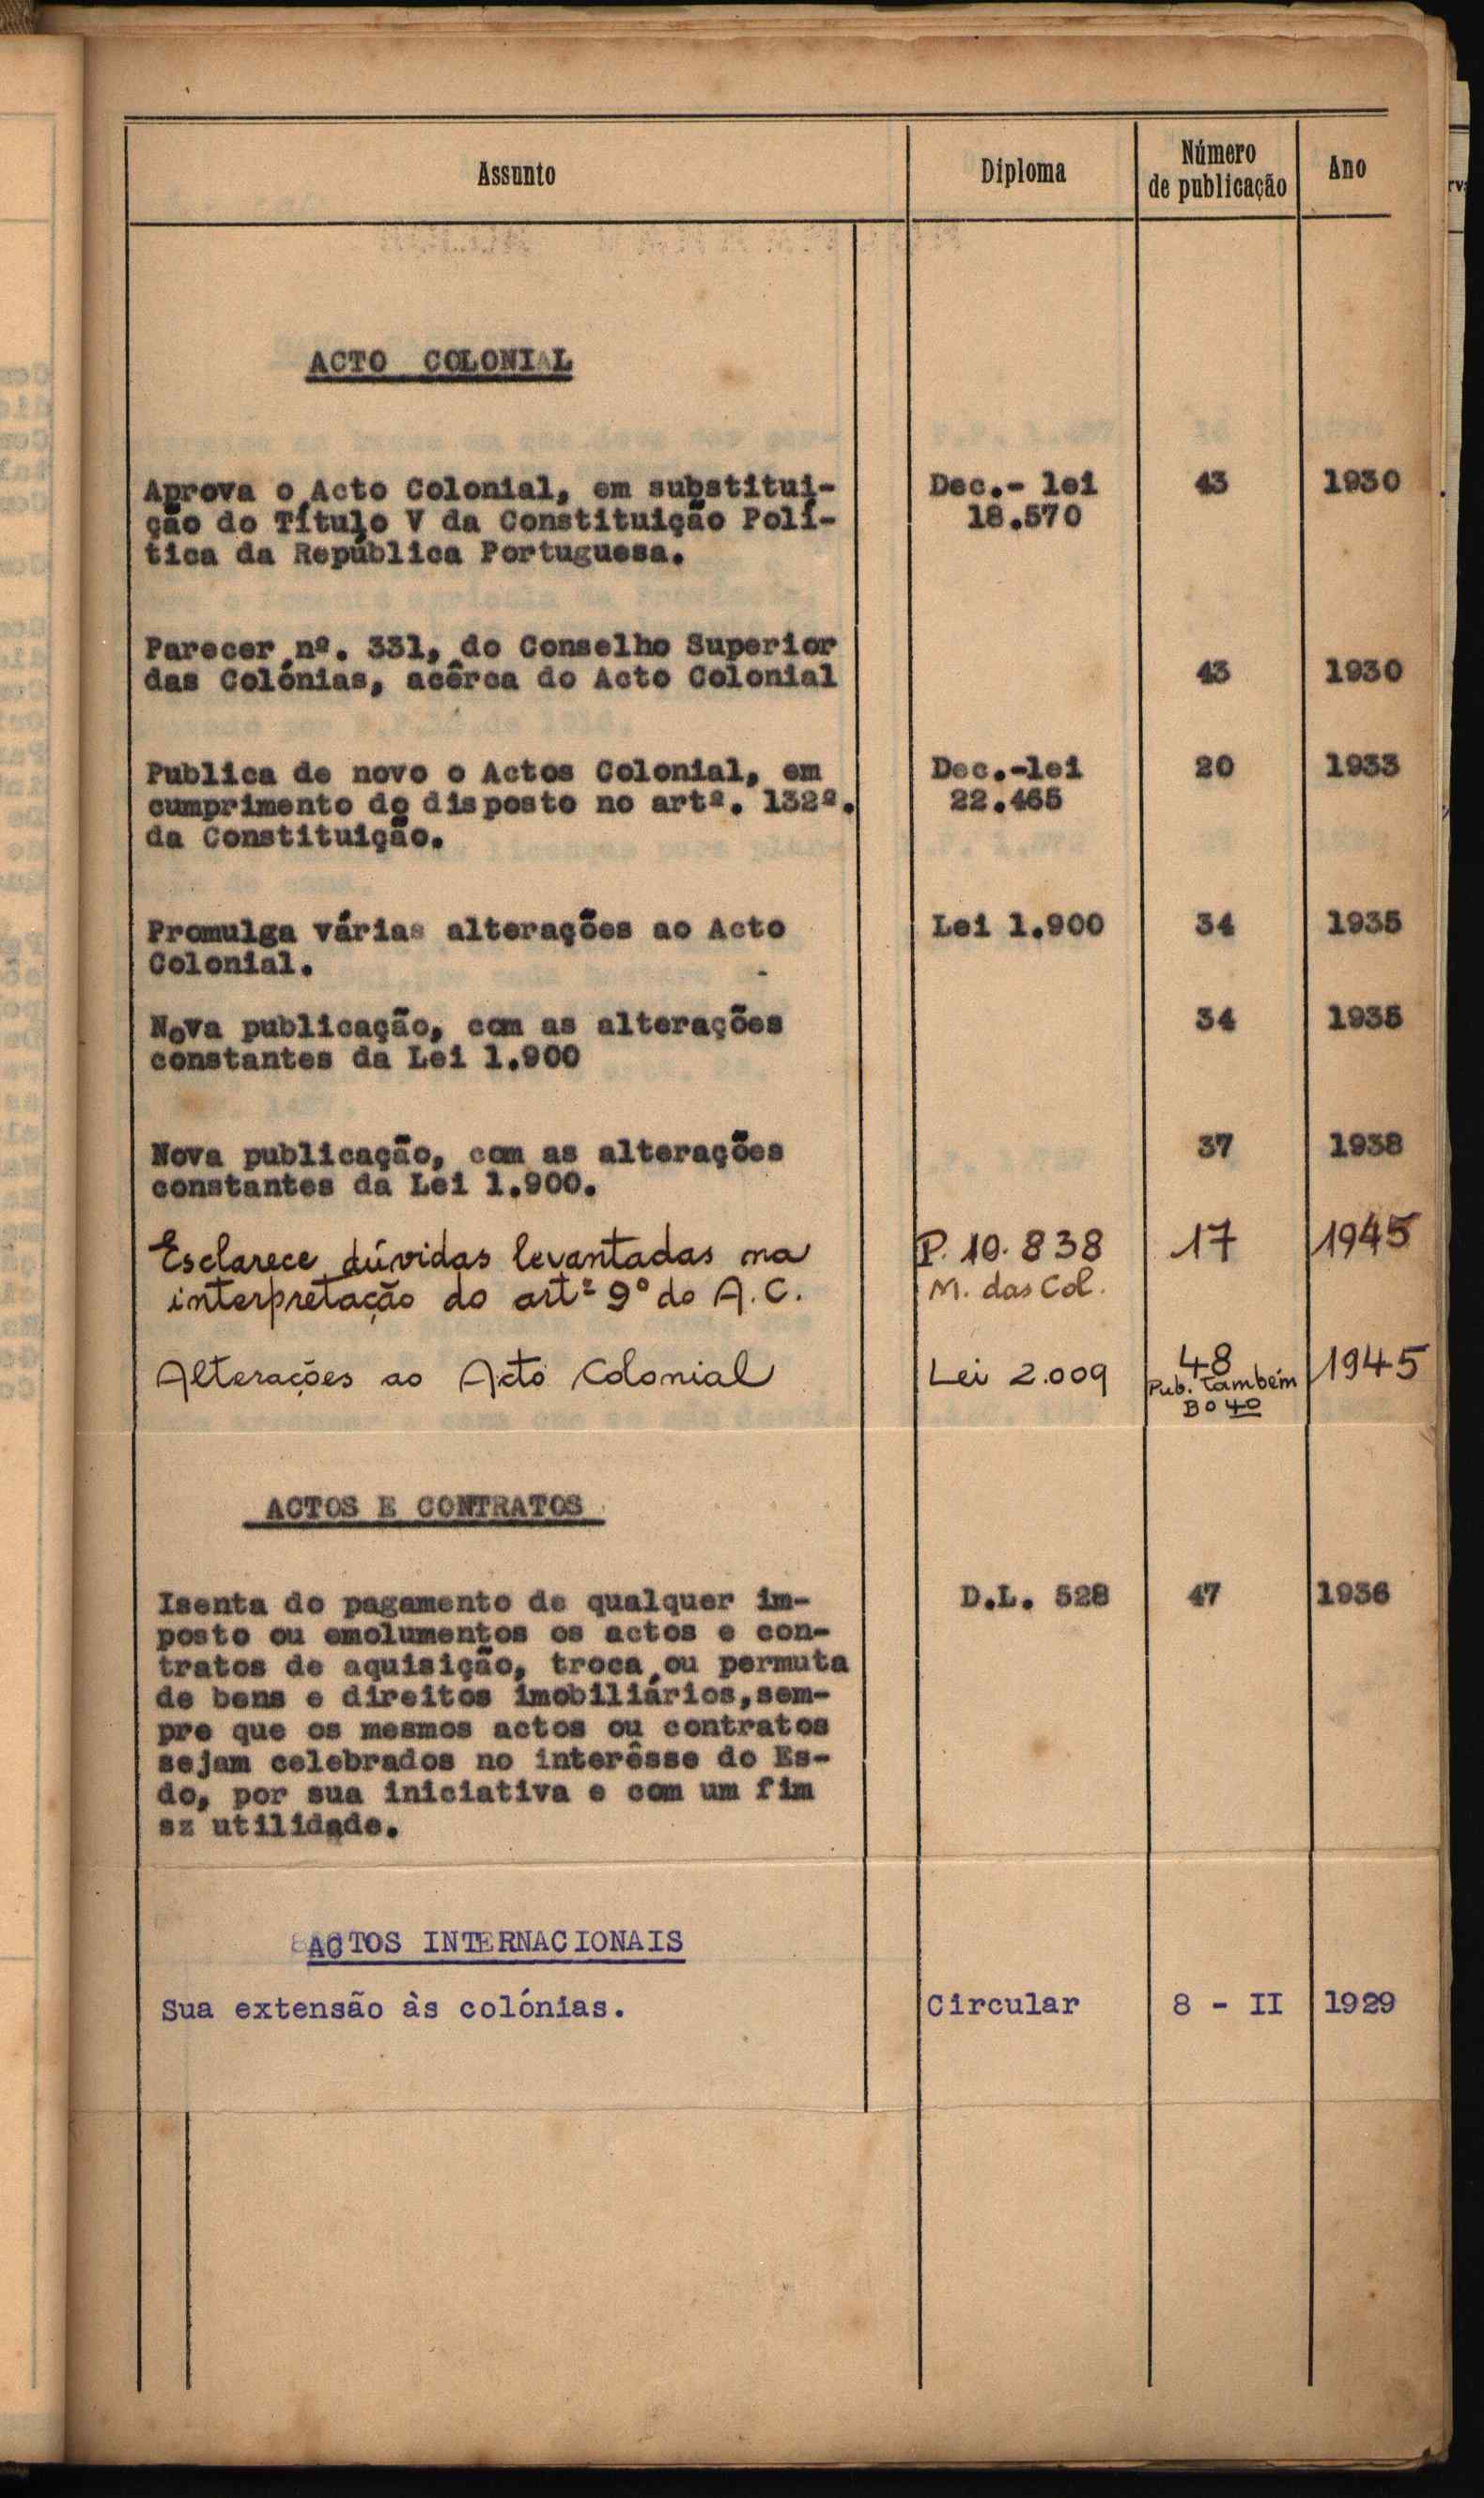 Assunto Diploma Número de publicação Ano
ACTO COLONIAL
Aprova o Acto Colonial, em substitui- Dec.- lei 43 1930
ção do Título V da Constituição Polí- 18.570
tica da República Portuguesa.
Parecer nº. 331, do Conselho Superior
das Colónias, acêrca do Acto Colonial 43 1930
Publica de novo o Actos Colonial, em Dec.-lei 20 1933
cumprimento do disposto no artº. 132º. 22.465
da Constituição.
Promulga várias alterações ao Acto Lei 1.900 34 1935
Colonial.
Nova publicação, com as alterações 34 1935
constantes da Lei 1.900
Nova publicação, com as alterações 37 1938
constantes da Lei 1.900.
Esclarece dúvidas levantadas na P. 10.838 17 1945
interpretação do artº 9º do A.C. M. das Col.
Alterações ao Acto Colonial Lei 2.009 48 1945
Pub. também
Bº 40
ACTOS E CONTRATOS
Isenta do pagamento de qualquer im- D.L. 528 47 1936
posto ou emolumentos os actos e con-
tratos de aquisição, troca ou permuta
de bens e direitos imobiliários,sem-
pre que os mesmos actos ou contratos
sejam celebrados no interêsse do Es-
do, por sua iniciativa e com um fim
sz utilidade.
ACTOS INTERNACIONAIS
Sua extensão às colónias. Circular 8 - II 1929